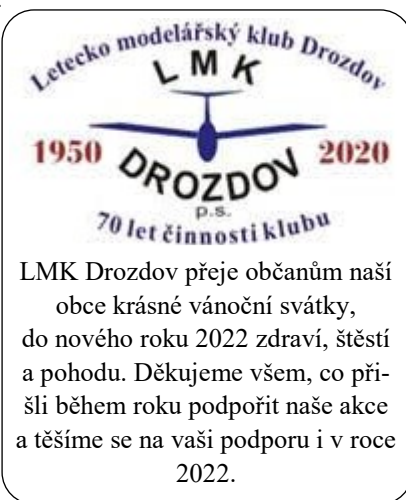 Letecko modelářský klub Drozdov
LMK
1950 DROZDOV 2020
p.s.
70 let činnosti klubu
LMK Drozdov přeje občanům naší
obce krásné vánoční svátky,
do nového roku 2022 zdraví, štěstí
a pohodu. Děkujeme všem, co při-
šli během roku podpořit naše akce
a těšíme se na vaši podporu i v roce
2022.